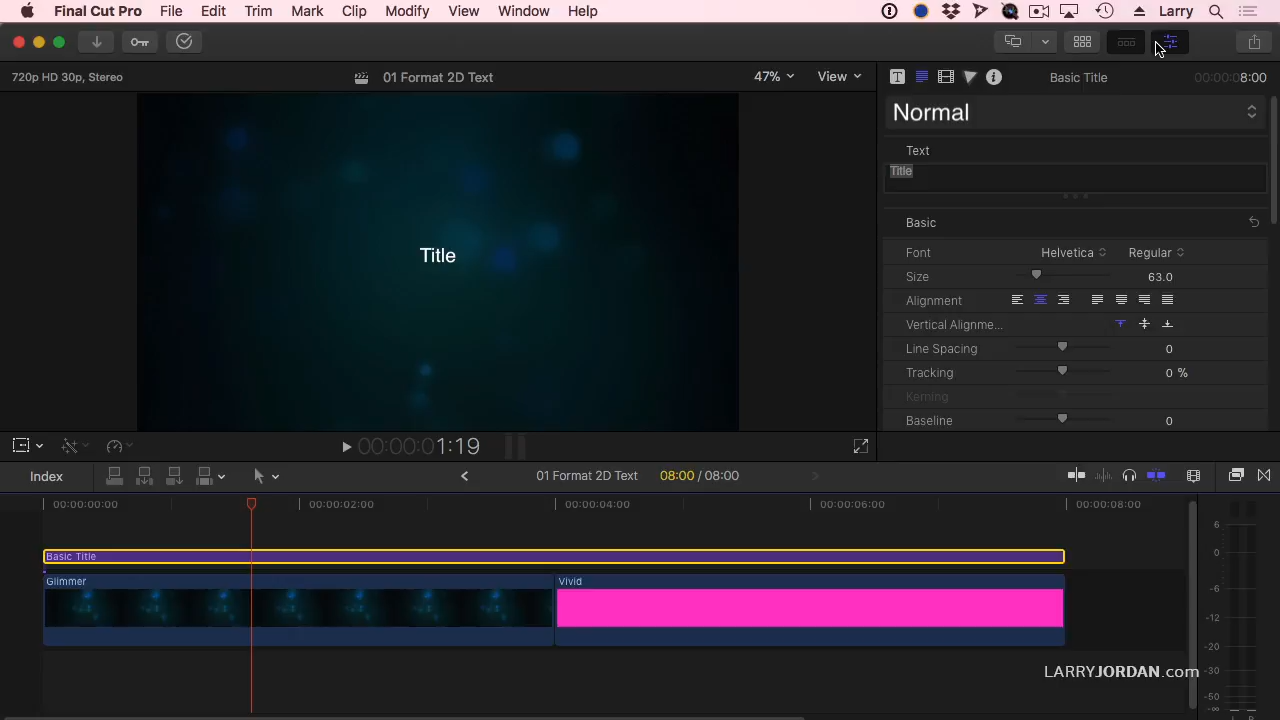 Final Cut Pro File Edit Trim Mark Clip Modify View Window Help Larry
720p HD 30p, Stereo 01 Format 2D Text 47% View Basic Title 00:00:08:00
Normal
Text
Title
Title
Basic
Font Helvetica Regular
Size 63.0
Alignment
Vertical Alignme...
Line Spacing 0
Tracking 0 %
Kerning
Baseline 0
00:00:00:01:19
Index 01 Format 2D Text 08:00 / 08:00
00:00:00:00 00:00:02:00 00:00:04:00 00:00:06:00 00:00:08:00
Basic Title
Glimmer Vivid
6
0
-6
-12
-20
-30
-50
-∞
L R
LARRYJORDAN.com